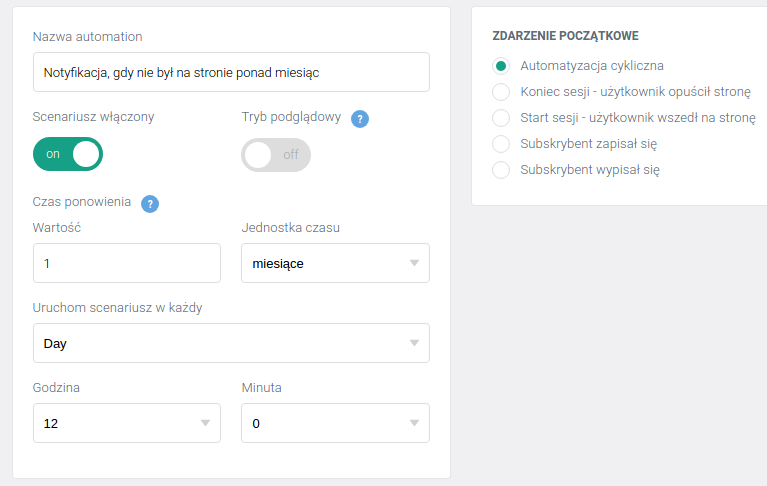 Nazwa automation
Notyfikacja, gdy nie był na stronie ponad miesiąc
Scenariusz włączony
Tryb podglądowy ?
on
off
Czas ponowienia ?
Wartość
Jednostka czasu
1
miesiące
Uruchom scenariusz w każdy
Day
Godzina
Minuta
12
0
ZDARZENIE POCZĄTKOWE
Automatyzacja cykliczna
Koniec sesji - użytkownik opuścił stronę
Start sesji - użytkownik wszedł na stronę
Subskrybent zapisał się
Subskrybent wypisał się